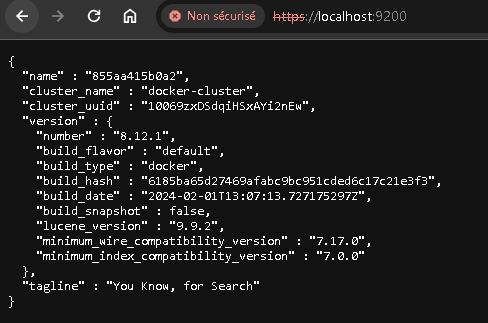 Non sécurisé https://localhost:9200
{
  "name" : "855aa415b0a2",
  "cluster_name" : "docker-cluster",
  "cluster_uuid" : "10069zxDSdqiHSxAYi2nEw",
  "version" : {
    "number" : "8.12.1",
    "build_flavor" : "default",
    "build_type" : "docker",
    "build_hash" : "6185ba65d27469afabc9bc951cded6c17c21e3f3",
    "build_date" : "2024-02-01T13:07:13.727175297Z",
    "build_snapshot" : false,
    "lucene_version" : "9.9.2",
    "minimum_wire_compatibility_version" : "7.17.0",
    "minimum_index_compatibility_version" : "7.0.0"
  },
  "tagline" : "You Know, for Search"
}